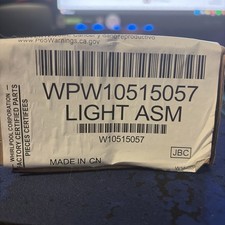 www.P65Warnings.ca.gov
WPW10515057
LIGHT ASM
W10515057
WHIRLPOOL CORPORATION
FACTORY CERTIFIED PARTS
PIECES CERTIFIEES
MADE IN CN
JBC